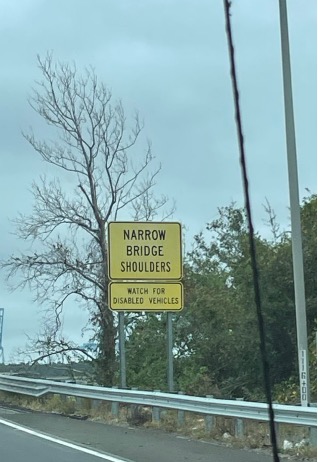 NARROW
BRIDGE
SHOULDERS
WATCH FOR
DISABLED VEHICLES